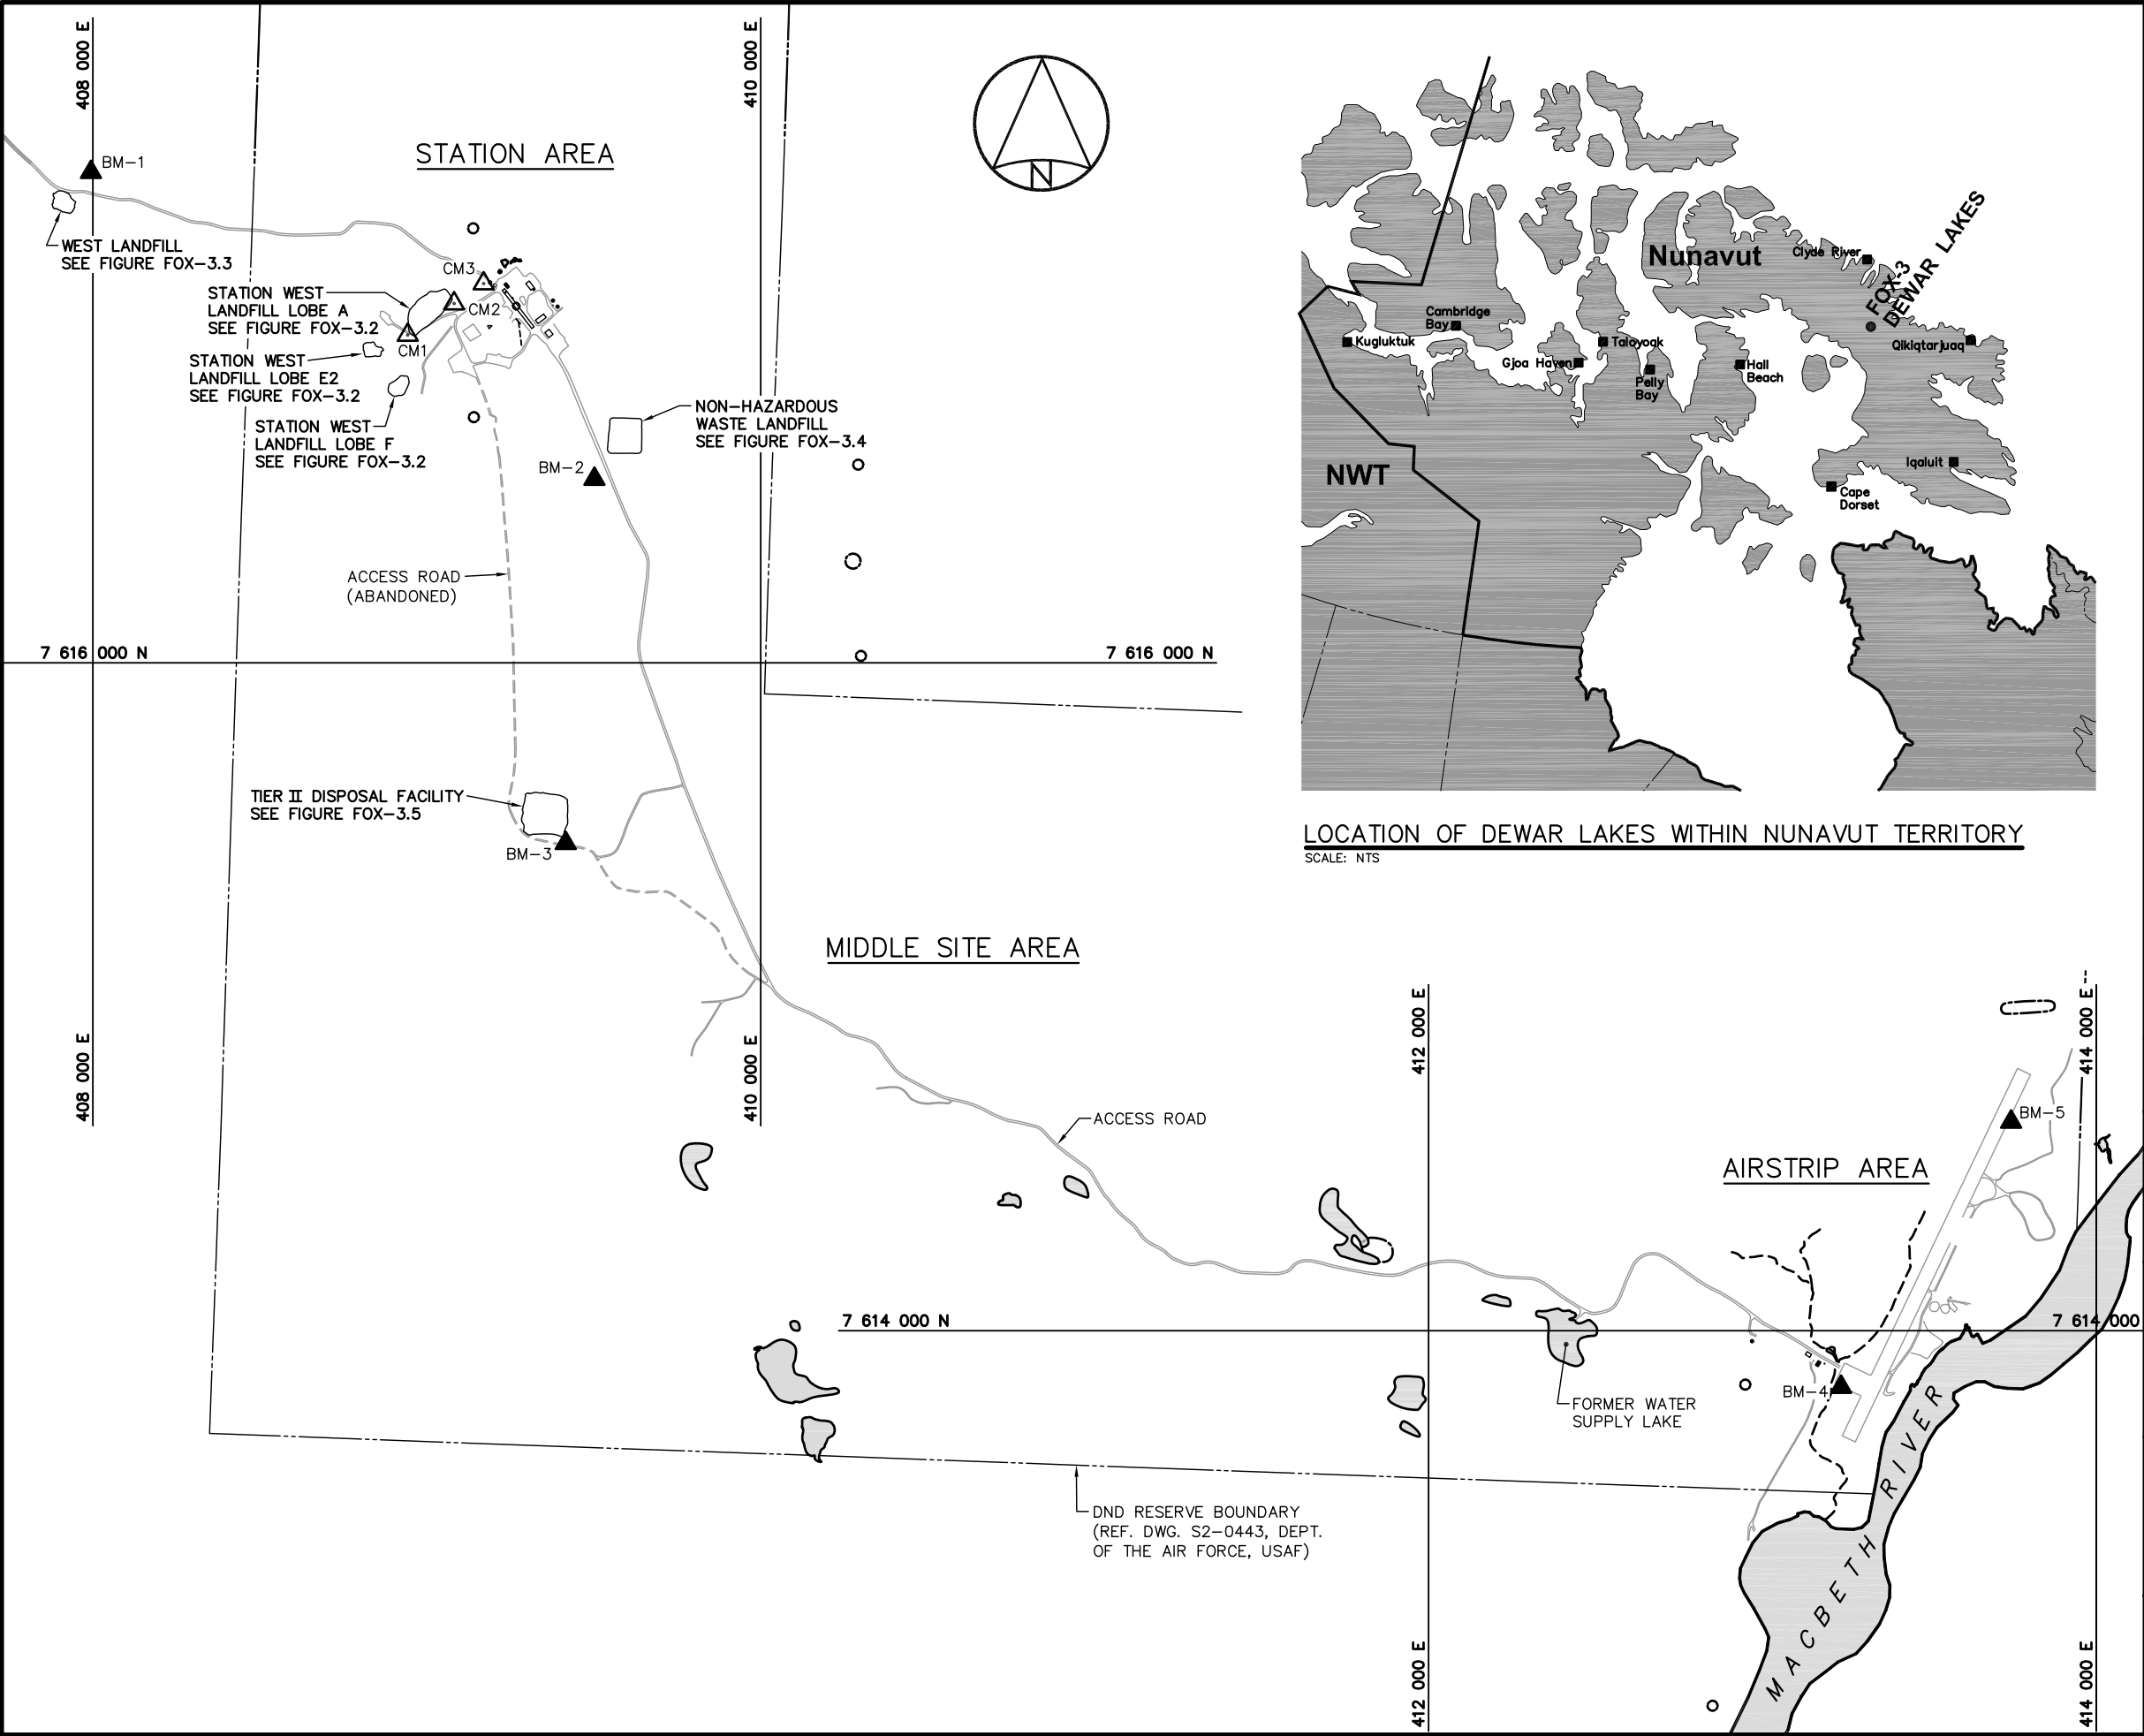 408 000 E
410 000 E
STATION AREA
BM-1
N
WEST LANDFILL
SEE FIGURE FOX-3.3
CM3
STATION WEST
LANDFILL LOBE A
SEE FIGURE FOX-3.2
CM2
CM1
STATION WEST
LANDFILL LOBE E2
SEE FIGURE FOX-3.2
STATION WEST
LANDFILL LOBE F
SEE FIGURE FOX-3.2
NON-HAZARDOUS
WASTE LANDFILL
SEE FIGURE FOX-3.4
BM-2
ACCESS ROAD
(ABANDONED)
7 616 000 N
7 616 000 N
TIER II DISPOSAL FACILITY
SEE FIGURE FOX-3.5
BM-3
Nunavut
Clyde River
FOX-3
DEWAR LAKES
Cambridge
Bay
Kugluktuk
Gjoa Haven
Taloyoak
Pelly
Bay
Hall
Beach
Qikiqtarjuaq
NWT
Iqaluit
Cape
Dorset
LOCATION OF DEWAR LAKES WITHIN NUNAVUT TERRITORY
SCALE: NTS
MIDDLE SITE AREA
408 000 E
410 000 E
412 000 E
414 000 E
ACCESS ROAD
BM-5
AIRSTRIP AREA
7 614 000 N
7 614 000
BM-4
FORMER WATER
SUPPLY LAKE
DND RESERVE BOUNDARY
(REF. DWG. S2-0443, DEPT.
OF THE AIR FORCE, USAF)
MACBETH RIVER
412 000 E
414 000 E